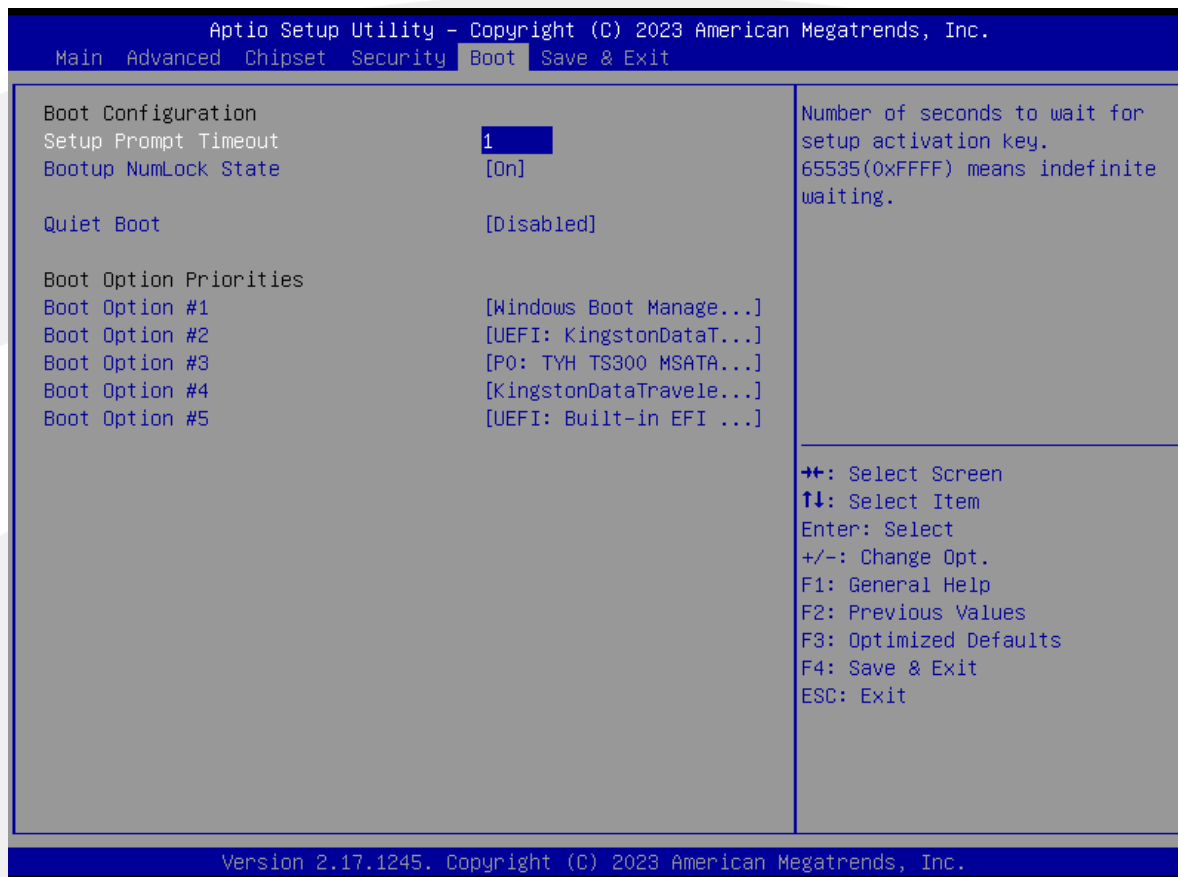 Aptio Setup Utility – Copyright (C) 2023 American Megatrends, Inc.
Main Advanced Chipset Security Boot Save & Exit
Boot Configuration
Setup Prompt Timeout 1
Bootup NumLock State [On]
Quiet Boot [Disabled]
Boot Option Priorities
Boot Option #1 [Windows Boot Manage...]
Boot Option #2 [UEFI: KingstonDataT...]
Boot Option #3 [P0: TYH TS300 MSATA...]
Boot Option #4 [KingstonDataTravele...]
Boot Option #5 [UEFI: Built-in EFI ...]
Number of seconds to wait for
setup activation key.
65535(0xFFFF) means indefinite
waiting.
→←: Select Screen
↑↓: Select Item
Enter: Select
+/-: Change Opt.
F1: General Help
F2: Previous Values
F3: Optimized Defaults
F4: Save & Exit
ESC: Exit
Version 2.17.1245. Copyright (C) 2023 American Megatrends, Inc.